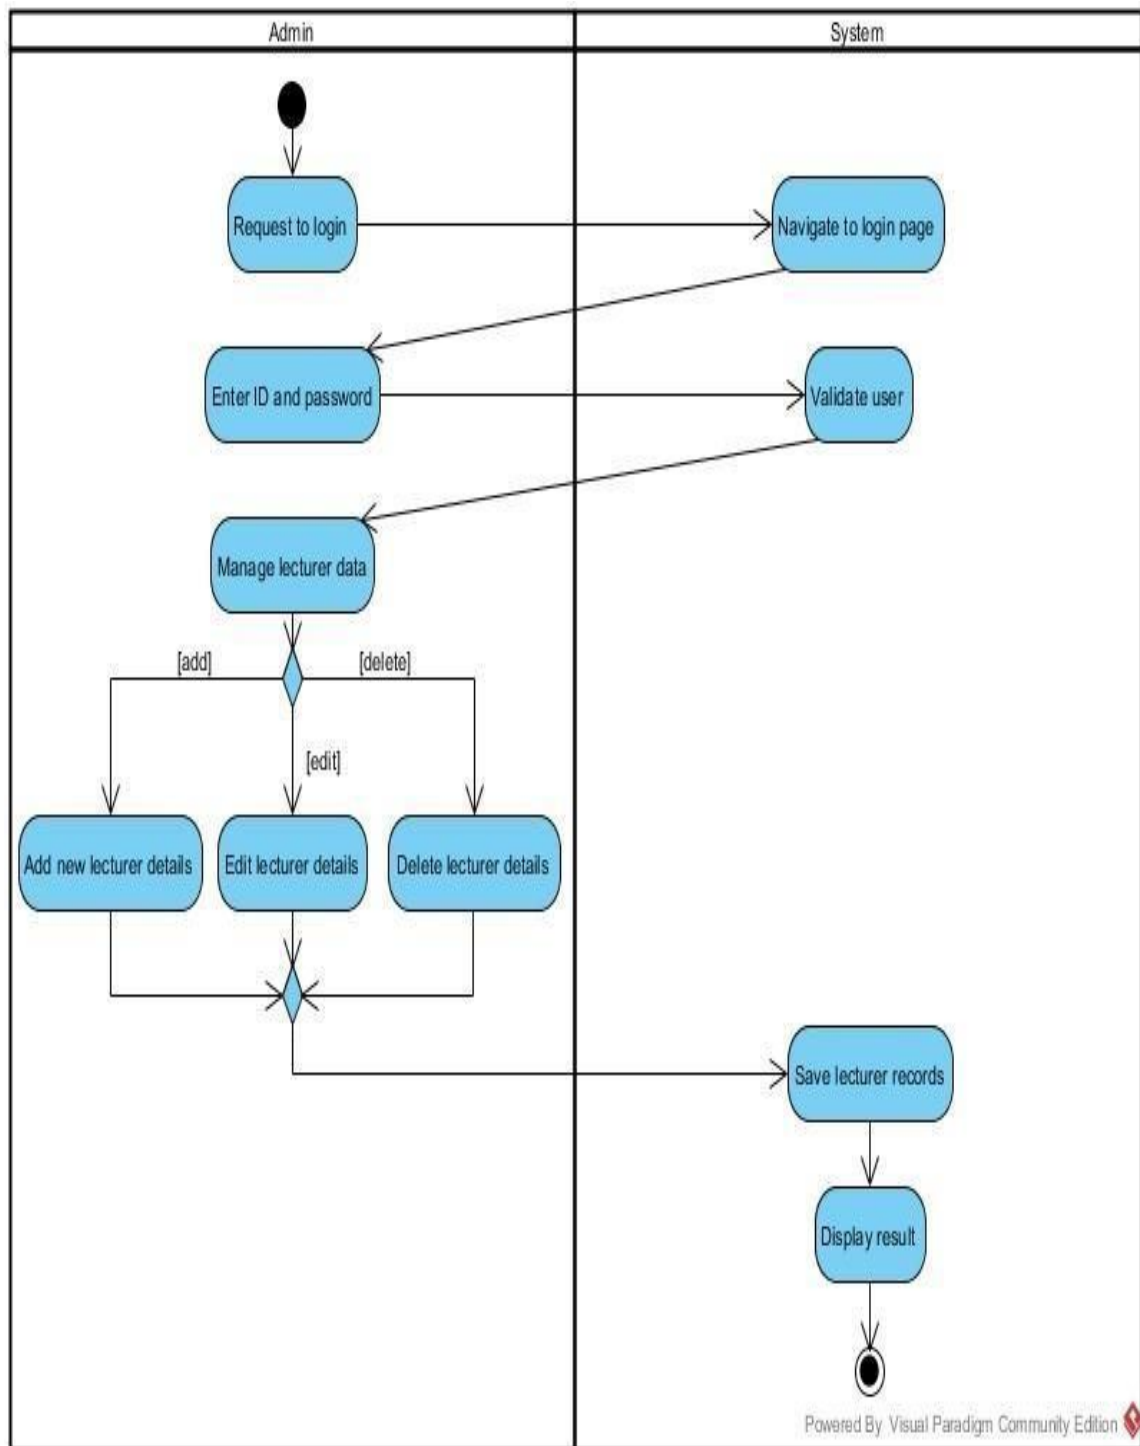 Admin
System
Request to login
Navigate to login page
Enter ID and password
Validate user
Manage lecturer data
[add]
[delete]
[edit]
Add new lecturer details
Edit lecturer details
Delete lecturer details
Save lecturer records
Display result
Powered By Visual Paradigm Community Edition